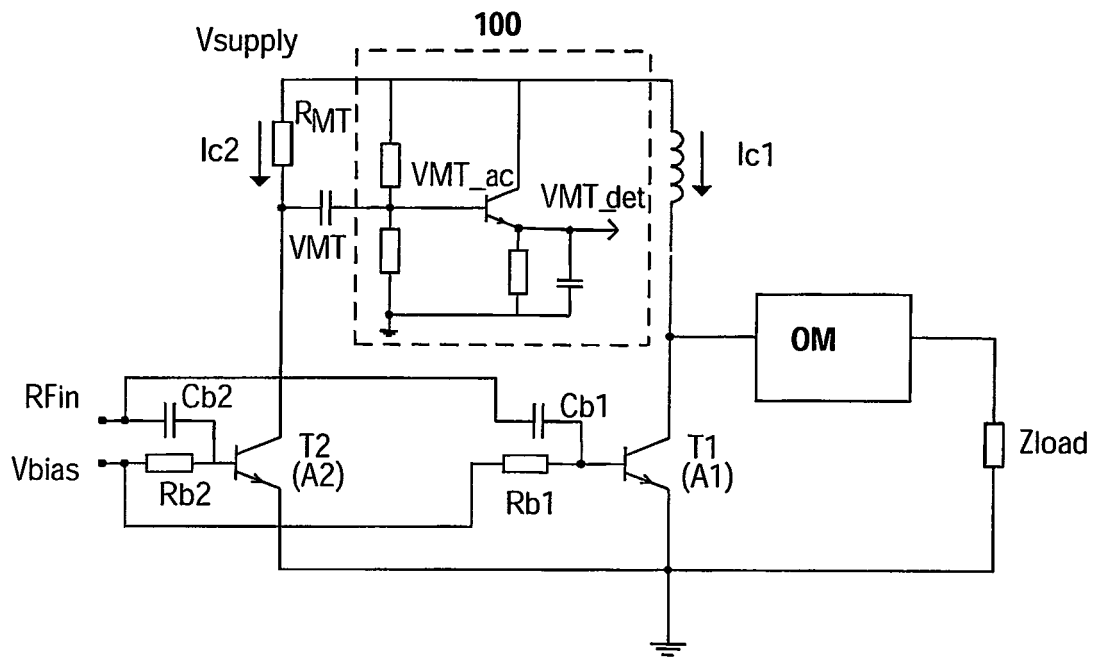 100
Vsupply
RMT
Ic2
VMT_ac
VMT_det
Ic1
VMT
OM
RFin
Cb2
Cb1
Zload
Vbias
T2
(A2)
T1
(A1)
Rb2
Rb1